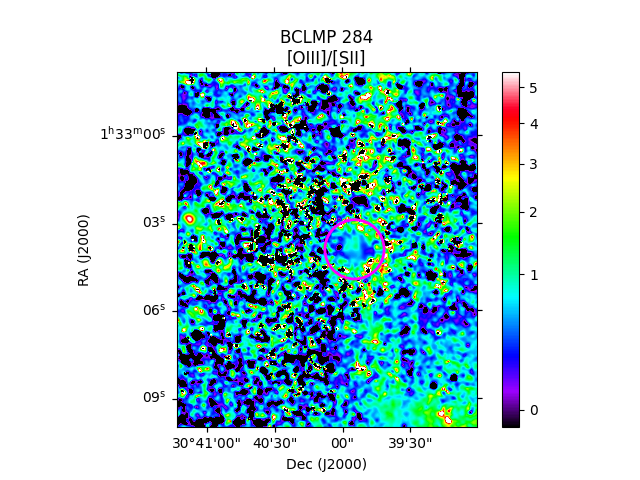 BCLMP 284
[OIII]/[SII]
RA (J2000)
1ʰ33ᵐ00ˢ
03ˢ
06ˢ
09ˢ
30°41'00" 40'30" 00" 39'30"
Dec (J2000)
5
4
3
2
1
0